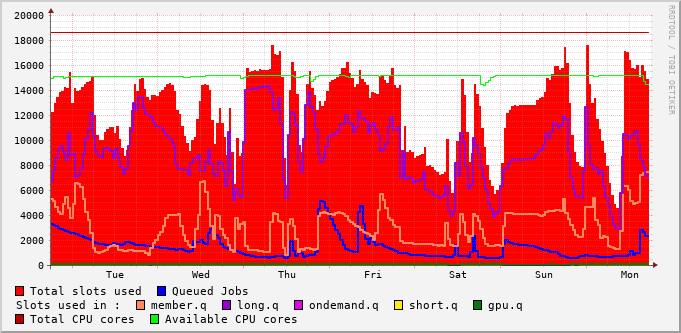 20000
18000
16000
14000
12000
10000
8000
6000
4000
2000
0
Tue Wed Thu Fri Sat Sun Mon
RRDTOOL / TOBI OETIKER
Total slots used Queued Jobs
Slots used in : member.q long.q ondemand.q short.q gpu.q
Total CPU cores Available CPU cores